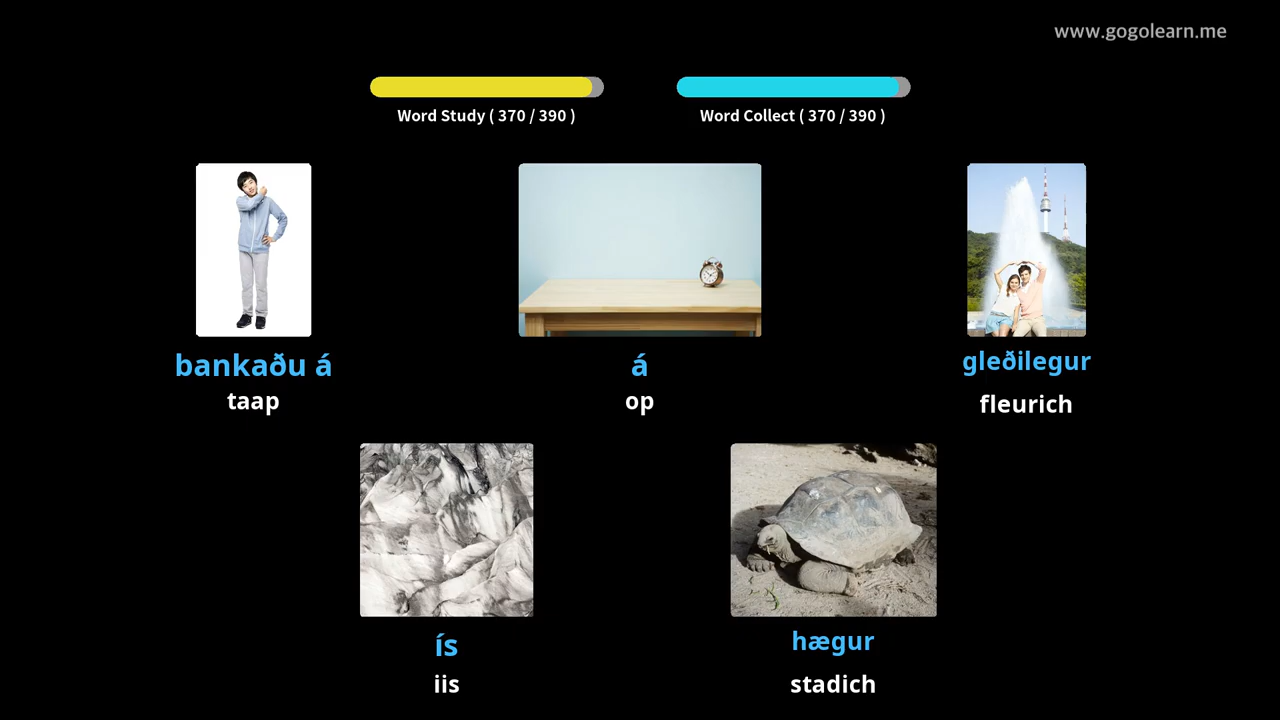 www.gogolearn.me
Word Study ( 370 / 390 )
Word Collect ( 370 / 390 )
bankaðu á
taap
á
op
gleðilegur
fleurich
ís
iis
hægur
stadich